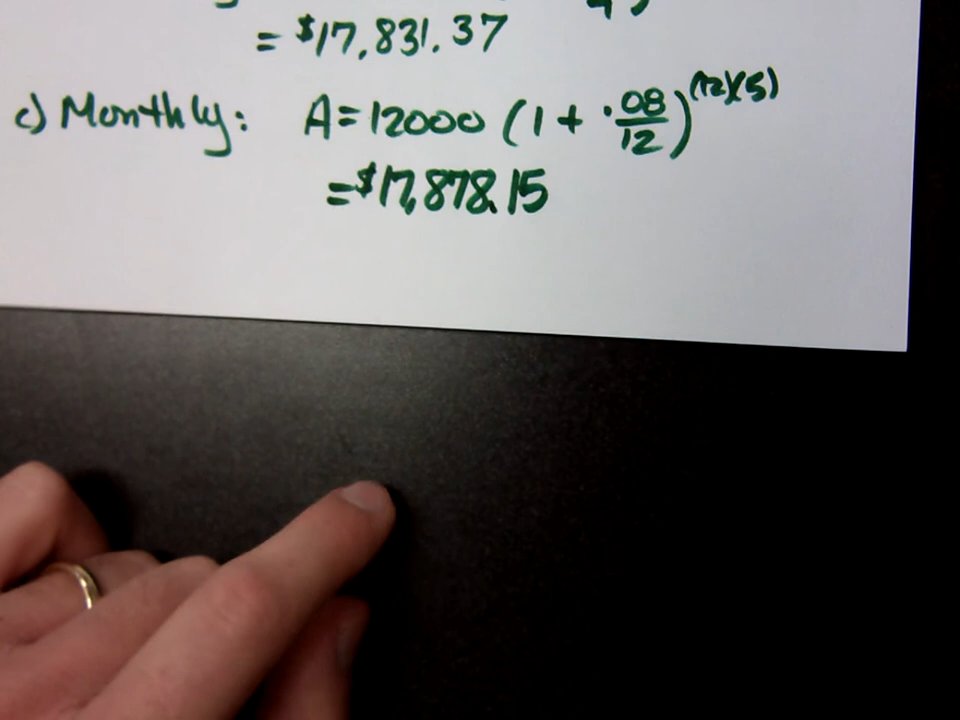 = $17,831.37
c) Monthly: A = 12000 (1 + .08/12)^(12)(5)
= $17,878.15